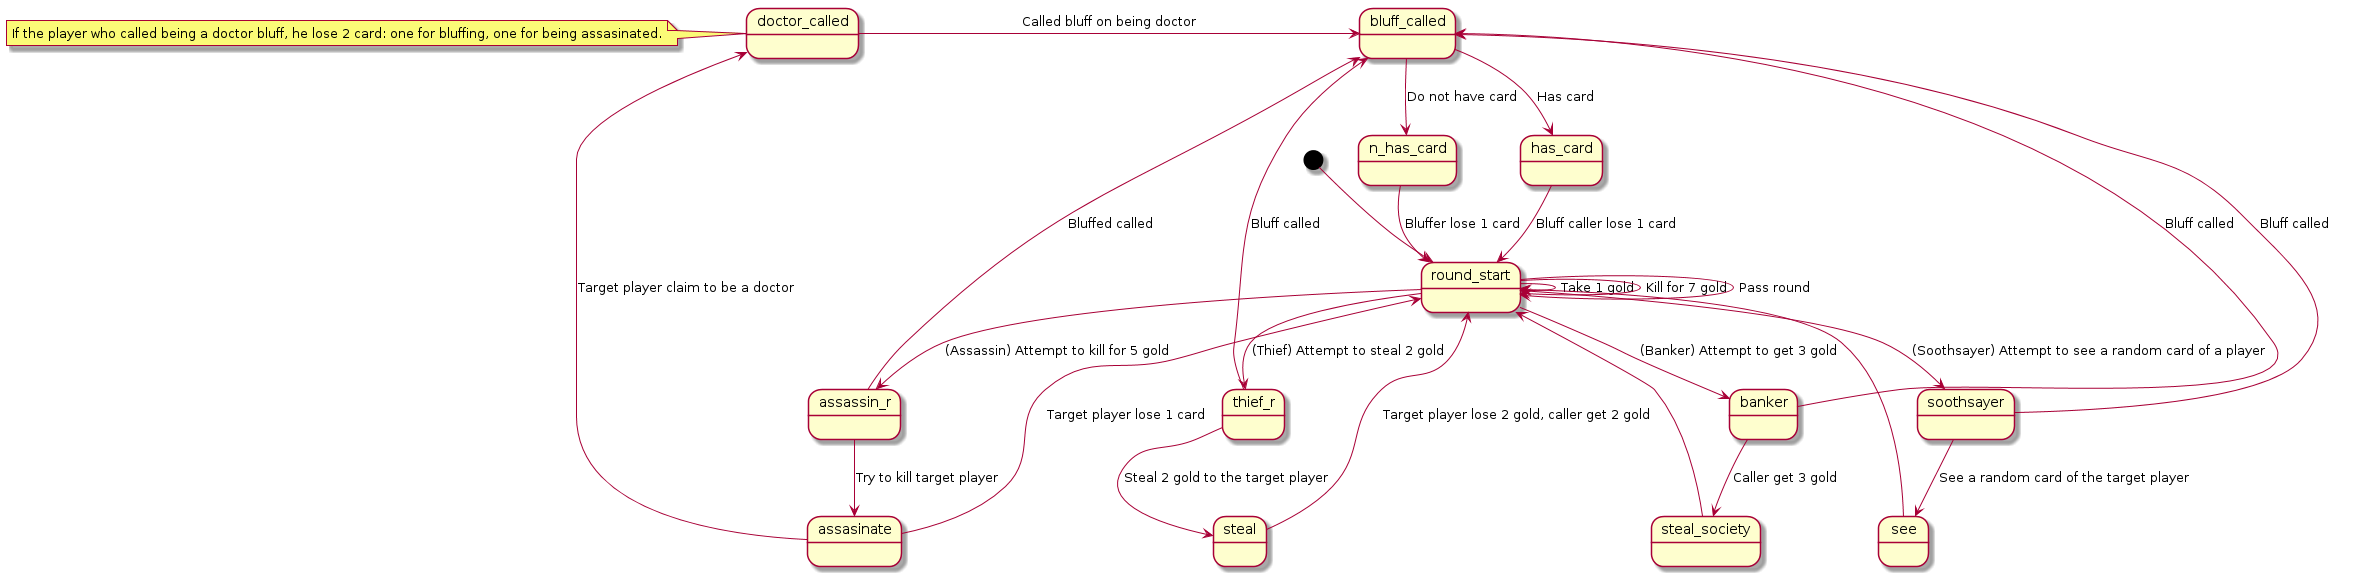 doctor_called
Called bluff on being doctor
bluff_called
If the player who called being a doctor bluff, he lose 2 card: one for bluffing, one for being assasinated.
Do not have card
Has card
n_has_card
has_card
Bluffed called
Bluff called
Bluffer lose 1 card
Bluff caller lose 1 card
Bluff called
Bluff called
round_start
Target player claim to be a doctor
Take 1 gold
Kill for 7 gold
Pass round
(Assassin) Attempt to kill for 5 gold
(Thief) Attempt to steal 2 gold
(Banker) Attempt to get 3 gold
(Soothsayer) Attempt to see a random card of a player
assassin_r
thief_r
banker
soothsayer
Target player lose 1 card
Target player lose 2 gold, caller get 2 gold
Try to kill target player
Steal 2 gold to the target player
Caller get 3 gold
See a random card of the target player
assasinate
steal
steal_society
see